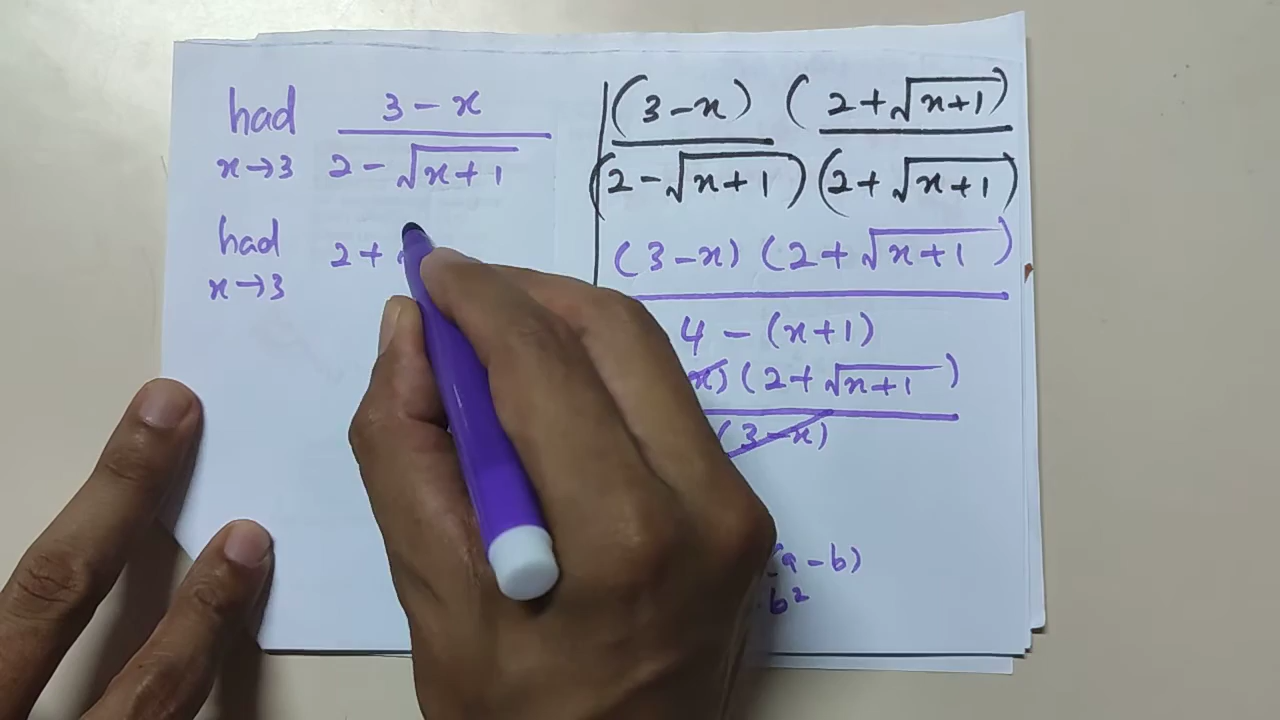 had 3 - x
x→3 2 - √x + 1
had 2 +
x→3
(3 - x) (2 + √x + 1)
(2 - √x + 1) (2 + √x + 1)
(3 - x) (2 + √x + 1)
4 - (x + 1)
x) (2 + √x + 1)
(3 - x)
(a - b)
b²